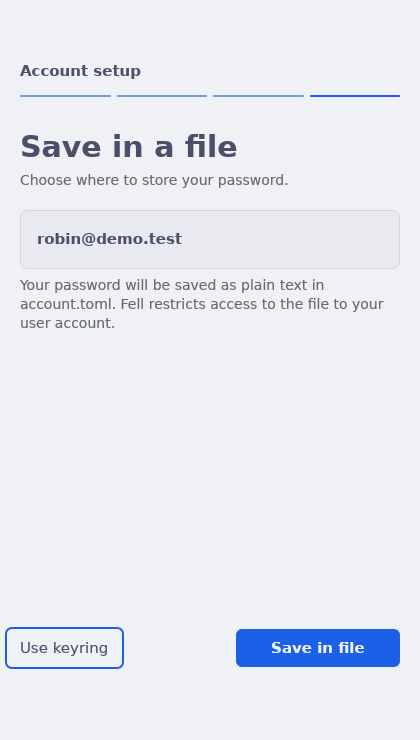 Account setup
Save in a file
Choose where to store your password.
robin@demo.test
Your password will be saved as plain text in
account.toml. Fell restricts access to the file to your
user account.
Use keyring
Save in file